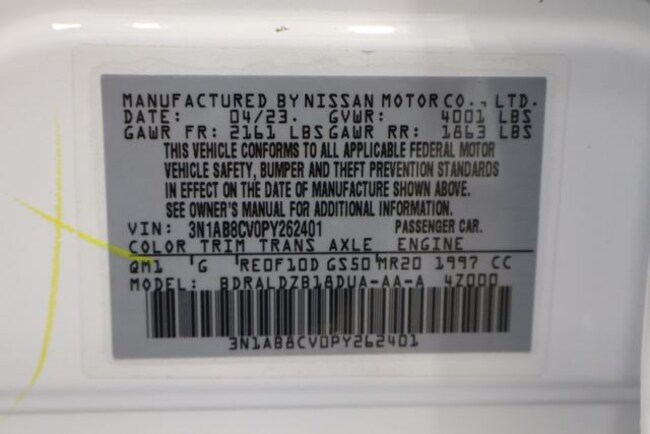 MANUFACTURED BY NISSAN MOTOR CO., LTD.
DATE: 04/23. GVWR: 4001 LBS
GAWR FR: 2161 LBS GAWR RR: 1863 LBS
THIS VEHICLE CONFORMS TO ALL APPLICABLE FEDERAL MOTOR
VEHICLE SAFETY, BUMPER AND THEFT PREVENTION STANDARDS
IN EFFECT ON THE DATE OF MANUFACTURE SHOWN ABOVE.
SEE OWNER'S MANUAL FOR ADDITIONAL INFORMATION.
VIN: 3N1AB8CV0PY262401 PASSENGER CAR.
COLOR TRIM TRANS AXLE ENGINE
QM1 G RE0F10D GS50 MR20 1997 CC
MODEL: BDRALDZB18DUA-AA-A 4Z000
3N1AB8CV0PY262401